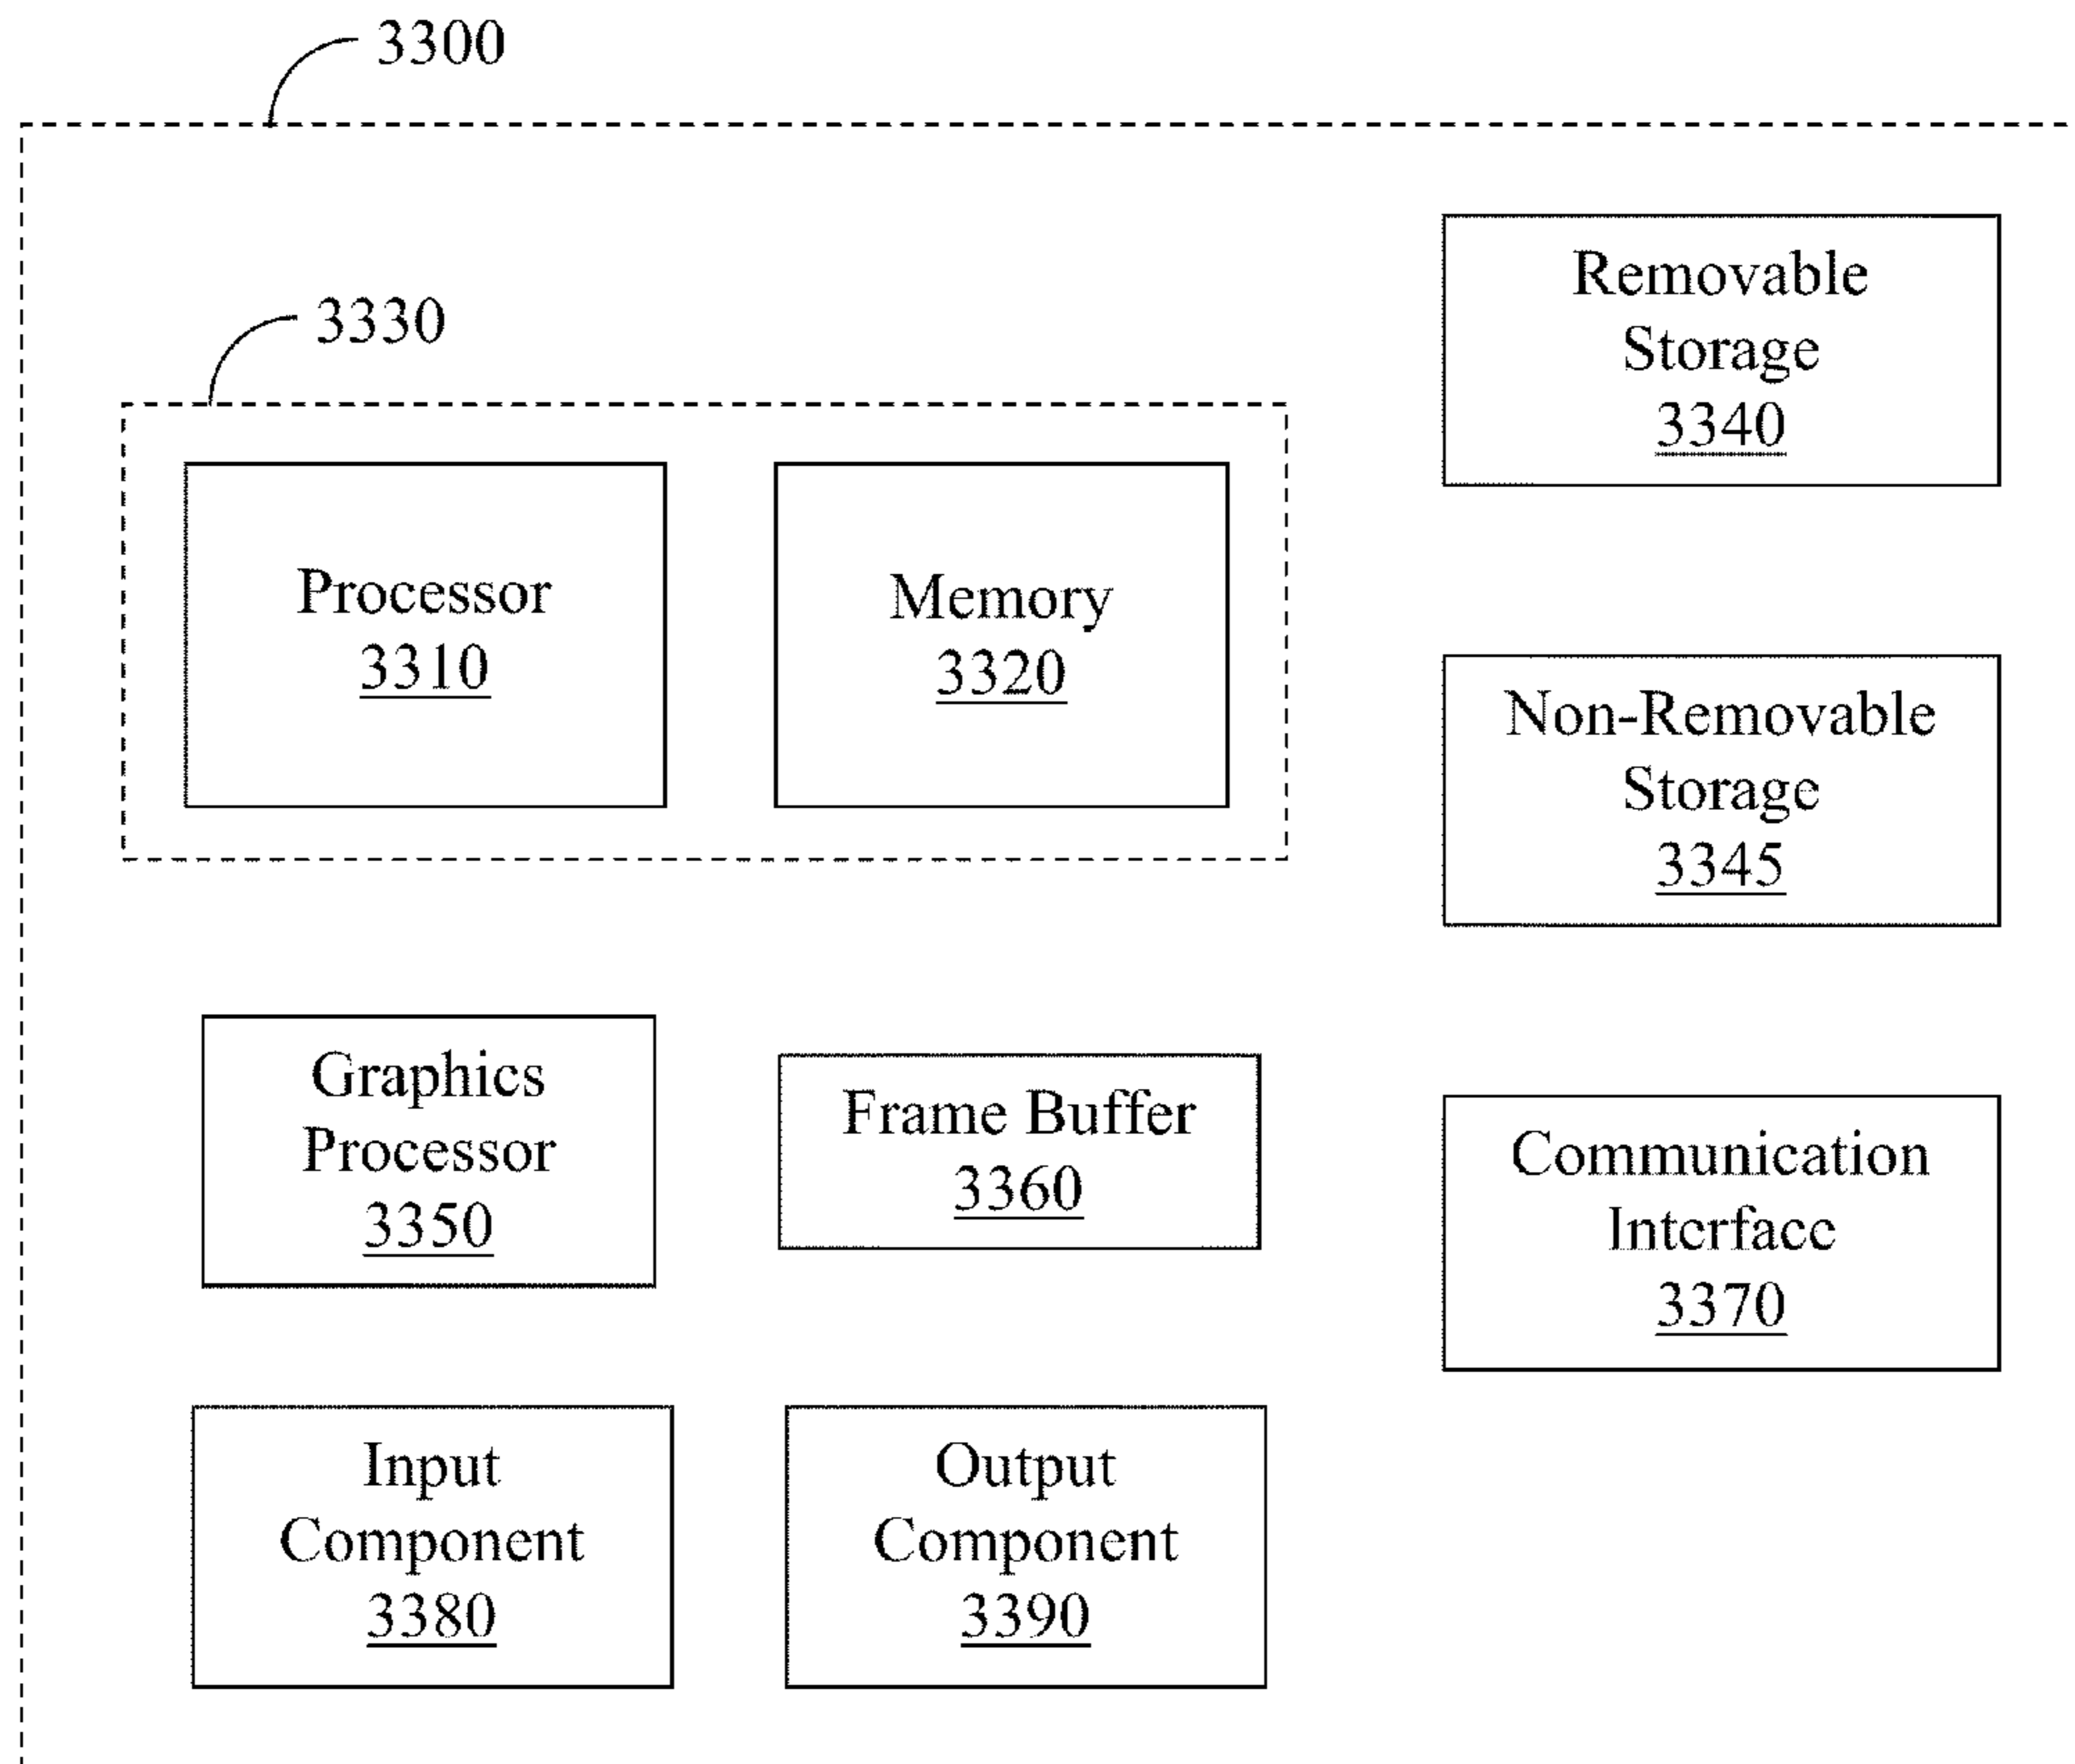 3300
3330
Removable
Storage
3340
Processor
3310
Memory
3320
Non-Removable
Storage
3345
Graphics
Processor
3350
Frame Buffer
3360
Communication
Interface
3370
Input
Component
3380
Output
Component
3390